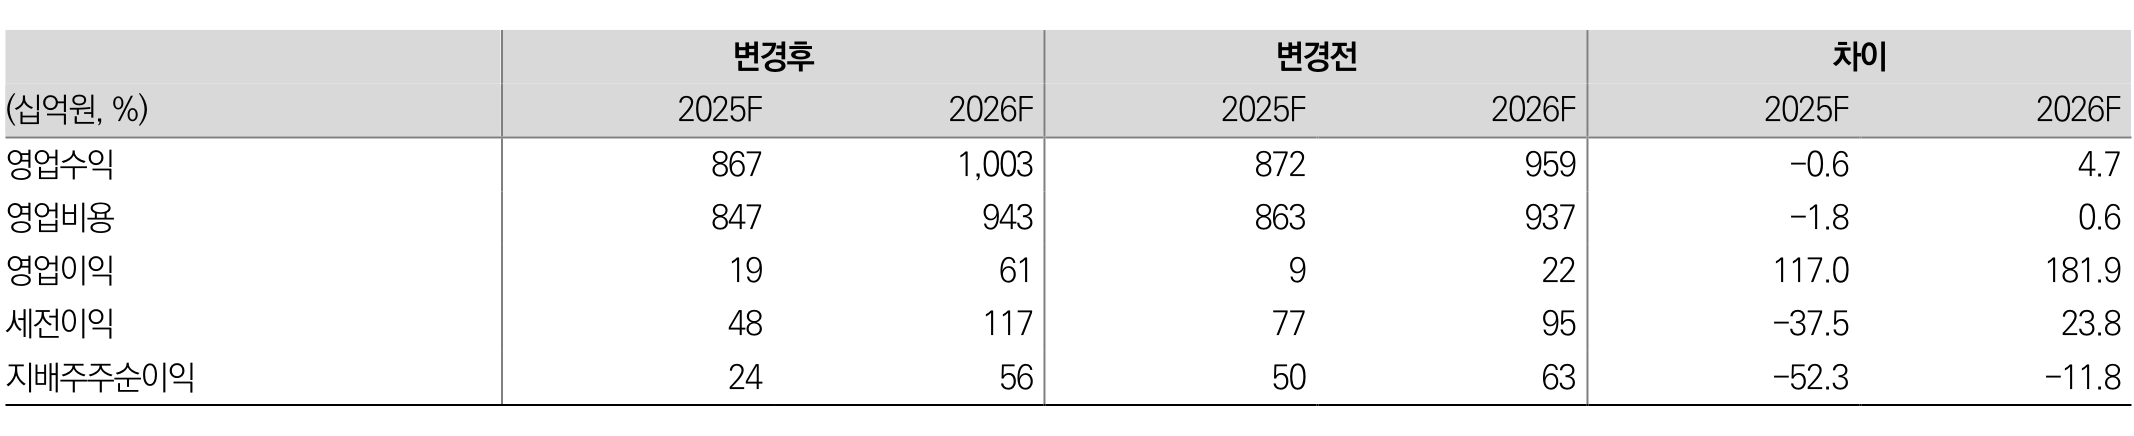 변경후 변경전 차이
(십억원, %) 2025F 2026F 2025F 2026F 2025F 2026F
영업수익 867 1,003 872 959 −0.6 4.7
영업비용 847 943 863 937 −1.8 0.6
영업이익 19 61 9 22 117.0 181.9
세전이익 48 117 77 95 −37.5 23.8
지배주주순이익 24 56 50 63 −52.3 −11.8